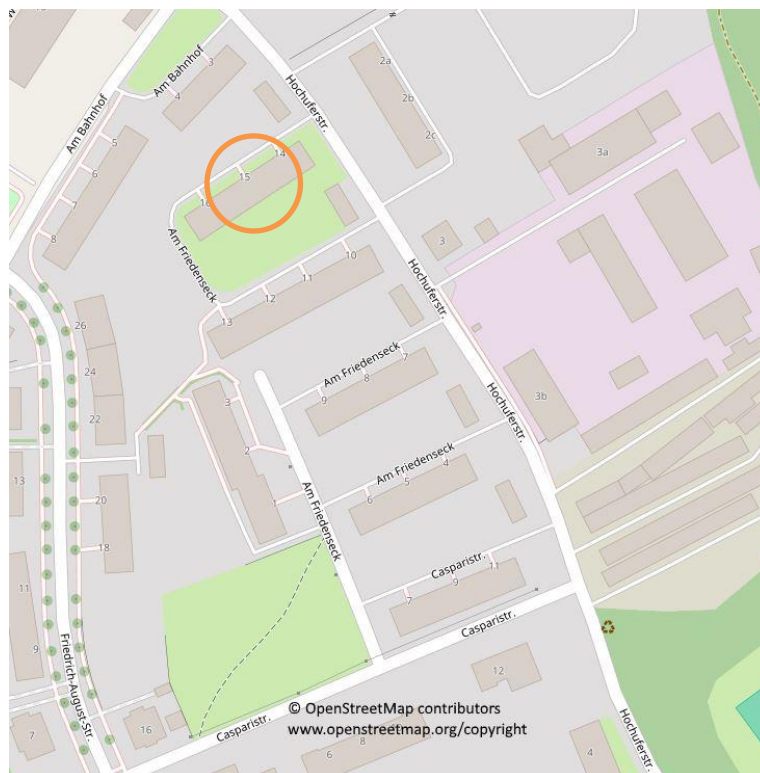 Am Bahnhof
3
4
Am Bahnhof
5
6
7
8
Hochuferstr.
2a
2b
2c
3a
14
15
16
Am Friedenseck
10
11
12
13
3
Hochuferstr.
26
24
22
Am Friedenseck
7
8
9
3b
Hochuferstr.
3
2
1
Am Friedenseck
Am Friedenseck
4
5
6
13
20
18
11
9
Casparistr.
7
9
11
Casparistr.
Friedrich-August-Str.
7
16
Casparistr.
12
6
8
4
Hochuferstr.
© OpenStreetMap contributors
www.openstreetmap.org/copyright